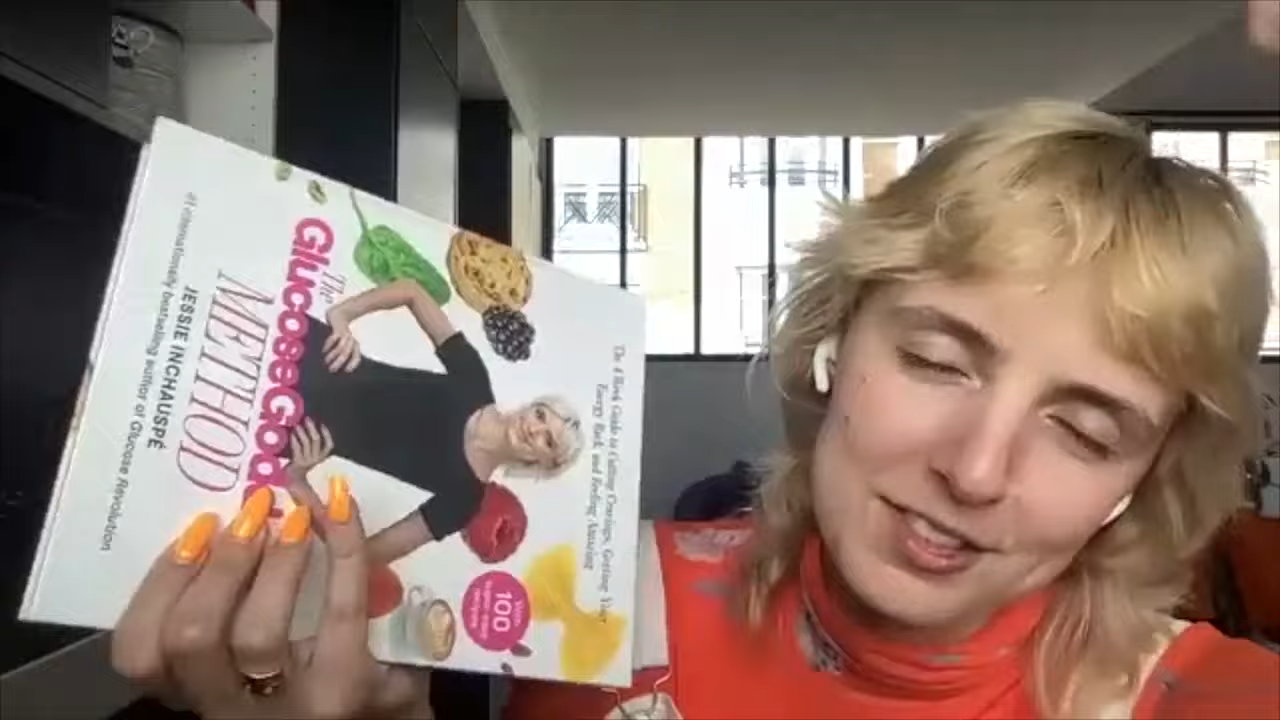 The 4-Week Guide to Cutting Cravings, Getting Your
Energy Back, and Feeling Amazing
With
100
The
Glucose Goddess
METHOD
JESSIE INCHAUSPÉ
#1 internationally bestselling author of Glucose Revolution